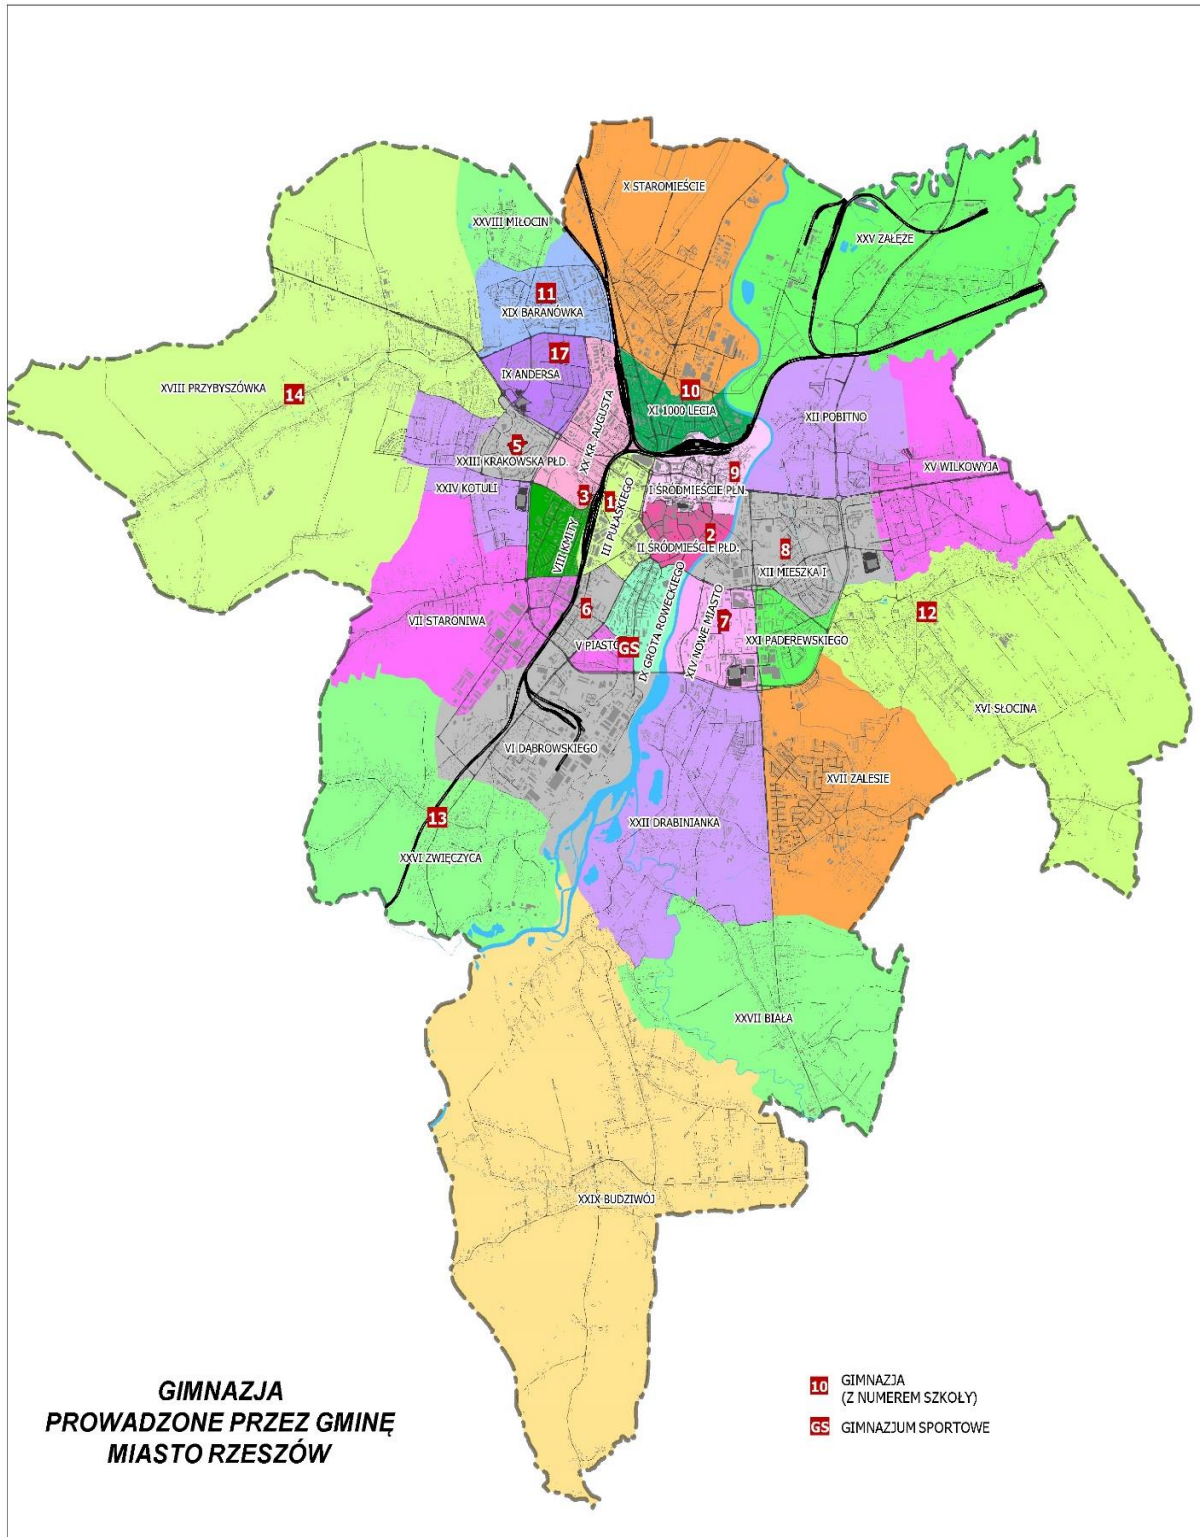 X STAROMIEŚCIE
XXVIII MIŁOCIN
XXV ZAŁĘŻE
11
XIX BARANÓWKA
17
IX ANDERSA
XVIII PRZYBYSZÓWKA
14
XX KR. AUGUSTA
10
XI 1000 LECIA
XII POBITNO
5
XXIII KRAKOWSKA PŁD.
9
XV WILKOWYJA
XXIV KOTULI
3
1
I ŚRÓDMIEŚCIE PŁN.
III PUŁASKIEGO
VIII KMITY
2
II ŚRÓDMIEŚCIE PŁD.
8
XII MIESZKA I
6
12
VII STARONIWA
7
XXI PADEREWSKIEGO
V PIASTÓ
GS
IX GROTA ROWECKIEGO
XIV NOWE MIASTO
XVI SŁOCINA
VI DĄBROWSKIEGO
XVII ZALESIE
13
XXII DRABINIANKA
XXVI ZWIĘCZYCA
XXVII BIAŁA
XXIX BUDZIWÓJ
GIMNAZJA
PROWADZONE PRZEZ GMINĘ
MIASTO RZESZÓW
10 GIMNAZJA
(Z NUMEREM SZKOŁY)
GS GIMNAZJUM SPORTOWE